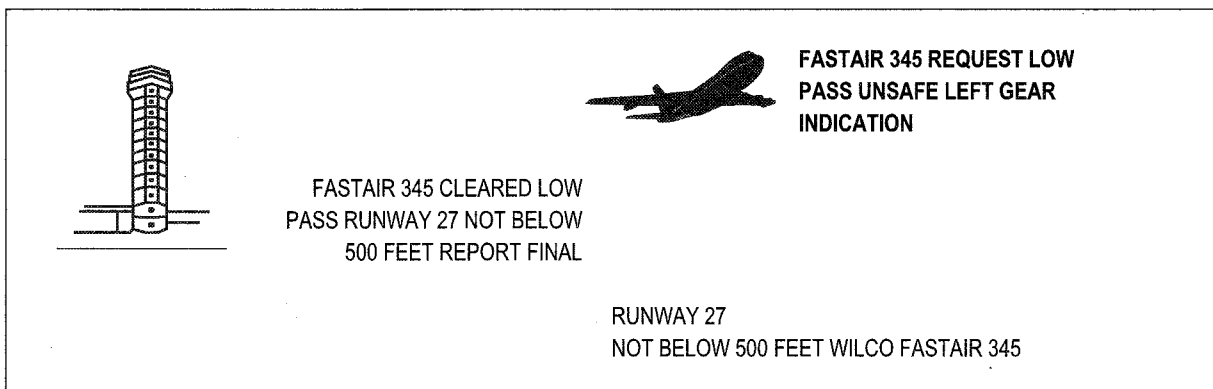 FASTAIR 345 REQUEST LOW
PASS UNSAFE LEFT GEAR
INDICATION
FASTAIR 345 CLEARED LOW
PASS RUNWAY 27 NOT BELOW
500 FEET REPORT FINAL
RUNWAY 27
NOT BELOW 500 FEET WILCO FASTAIR 345